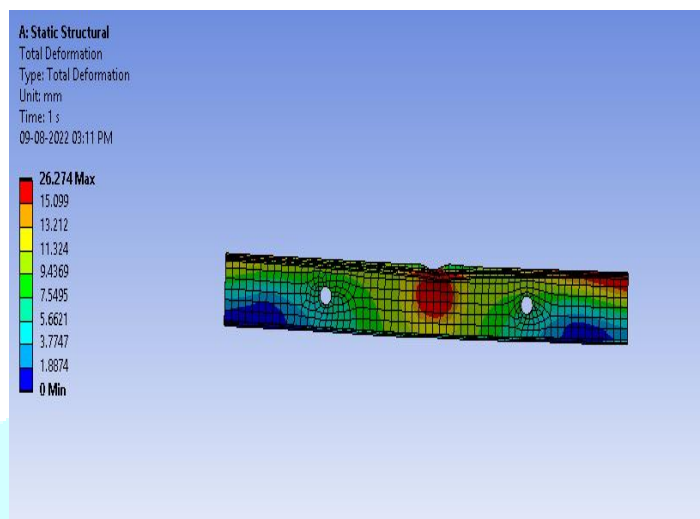 A: Static Structural
Total Deformation
Type: Total Deformation
Unit: mm
Time: 1 s
09-08-2022 03:11 PM
26.274 Max
15.099
13.212
11.324
9.4369
7.5495
5.6621
3.7747
1.8874
0 Min